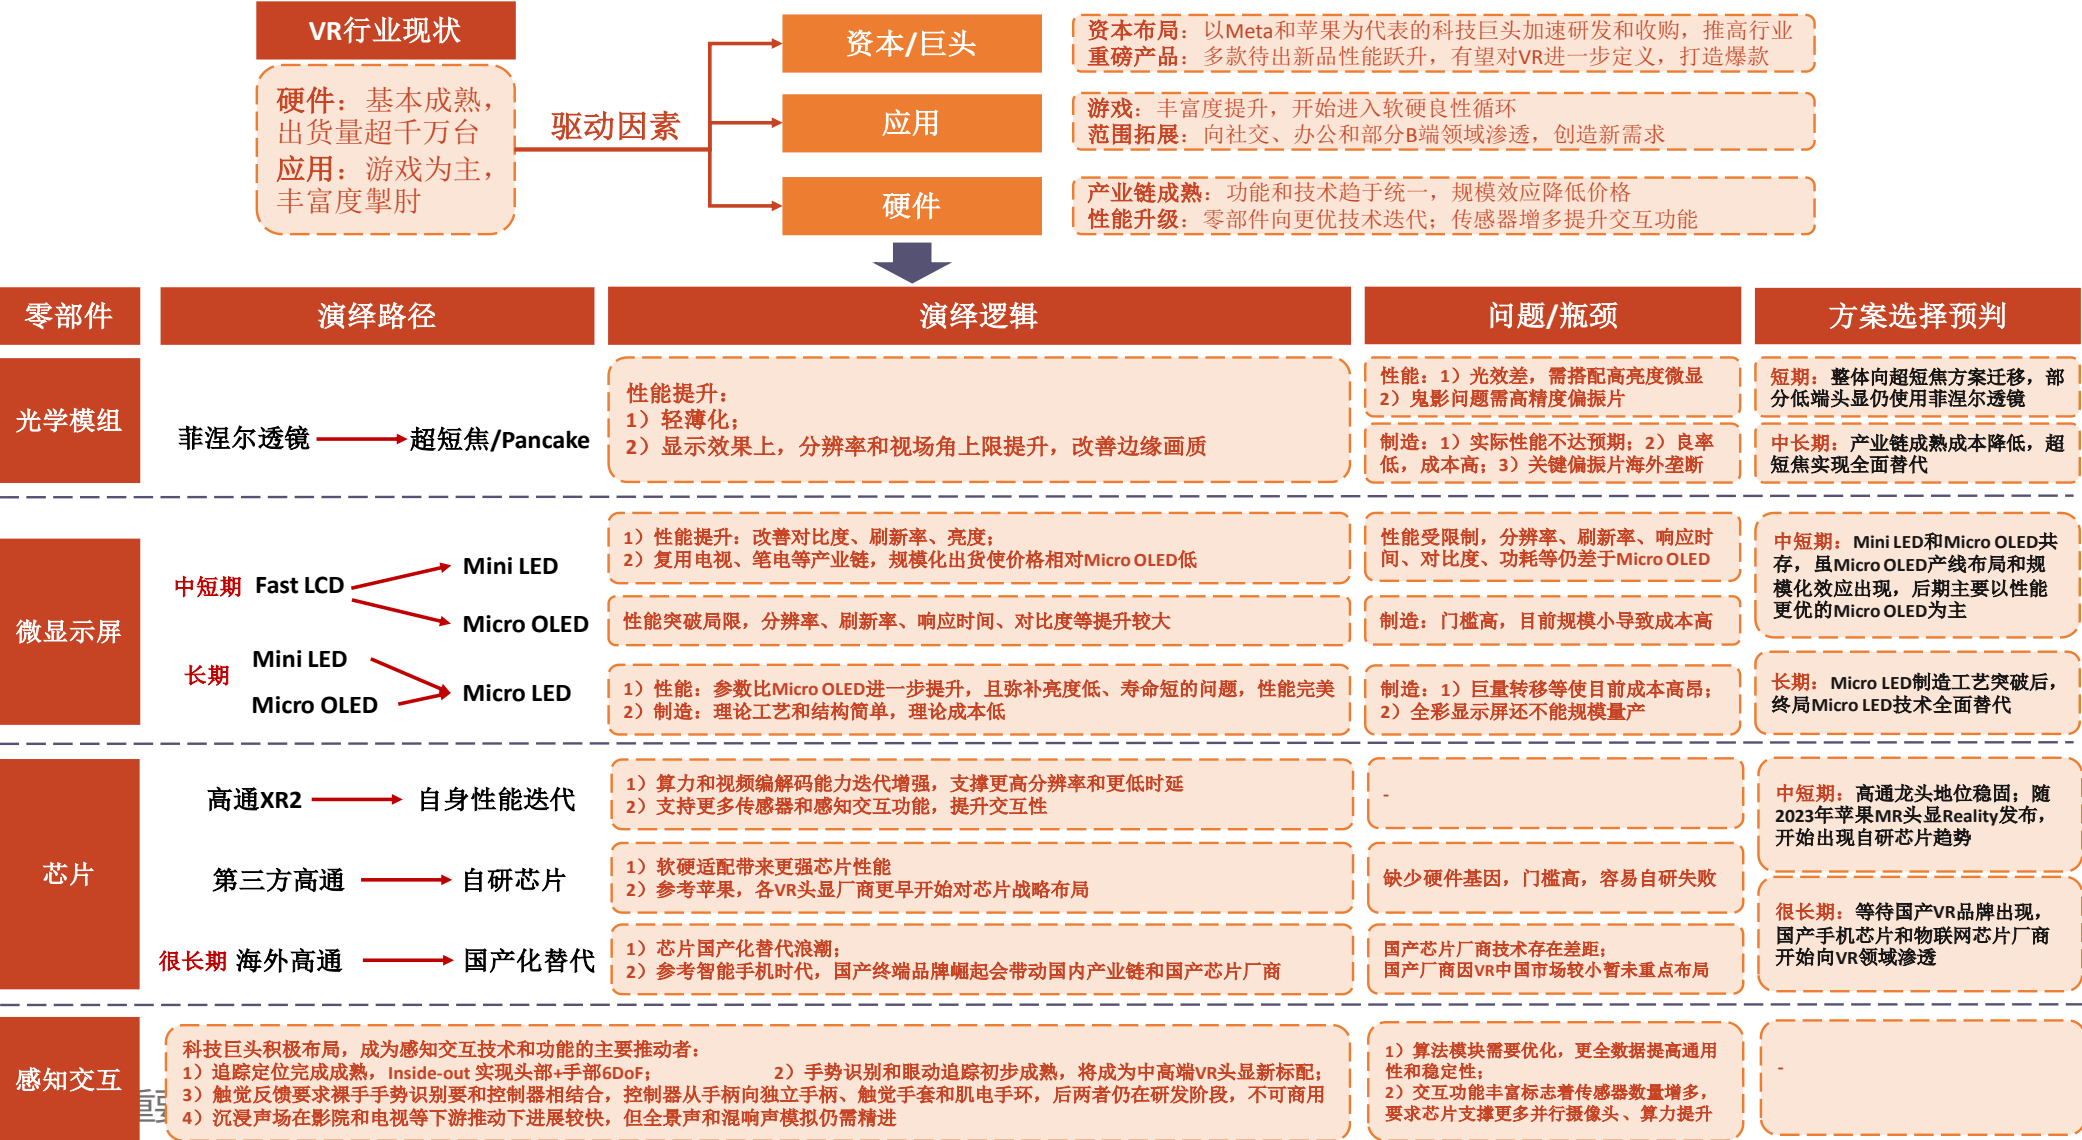 VR行业现状
硬件：基本成熟，
出货量超千万台
应用：游戏为主，
丰富度掣肘
驱动因素
资本/巨头
资本布局：以Meta和苹果为代表的科技巨头加速研发和收购，推高行业
重磅产品：多款待出新品性能跃升，有望对VR进一步定义，打造爆款
应用
游戏：丰富度提升，开始进入软硬良性循环
范围拓展：向社交、办公和部分B端领域渗透，创造新需求
硬件
产业链成熟：功能和技术趋于统一，规模效应降低价格
性能升级：零部件向更优技术迭代；传感器增多提升交互功能
零部件
演绎路径
演绎逻辑
问题/瓶颈
方案选择预判
光学模组
菲涅尔透镜
超短焦/Pancake
性能提升：
1）轻薄化；
2）显示效果上，分辨率和视场角上限提升，改善边缘画质
性能：1）光效差，需搭配高亮度微显
2）鬼影问题需高精度偏振片
制造：1）实际性能不达预期；2）良率
低，成本高；3）关键偏振片海外垄断
短期：整体向超短焦方案迁移，部
分低端头显仍使用菲涅尔透镜
中长期：产业链成熟成本降低，超
短焦实现全面替代
微显示屏
中短期 Fast LCD
Mini LED
Micro OLED
长期
Mini LED
Micro OLED
Micro LED
1）性能提升：改善对比度、刷新率、亮度；
2）复用电视、笔电等产业链，规模化出货使价格相对Micro OLED低
性能突破局限，分辨率、刷新率、响应时间、对比度等提升较大
1）性能：参数比Micro OLED进一步提升，且弥补亮度低、寿命短的问题，性能完美
2）制造：理论工艺和结构简单，理论成本低
性能受限制，分辨率、刷新率、响应时
间、对比度、功耗等仍差于Micro OLED
制造：门槛高，目前规模小导致成本高
制造：1）巨量转移等使目前成本高昂；
2）全彩显示屏还不能规模量产
中短期：Mini LED和Micro OLED共
存，虽Micro OLED产线布局和规
模化效应出现，后期主要以性能
更优的Micro OLED为主
长期：Micro LED制造工艺突破后，
终局Micro LED技术全面替代
芯片
高通XR2
自身性能迭代
第三方高通
自研芯片
很长期 海外高通
国产化替代
1）算力和视频编解码能力迭代增强，支撑更高分辨率和更低时延
2）支持更多传感器和感知交互功能，提升交互性
1）软硬适配带来更强芯片性能
2）参考苹果，各VR头显厂商更早开始对芯片战略布局
1）芯片国产化替代浪潮；
2）参考智能手机时代，国产终端品牌崛起会带动国内产业链和国产芯片厂商
-
缺少硬件基因，门槛高，容易自研失败
国产芯片厂商技术存在差距；
国产厂商因VR中国市场较小暂未重点布局
中短期：高通龙头地位稳固；随
2023年苹果MR头显Reality发布，
开始出现自研芯片趋势
很长期：等待国产VR品牌出现，
国产手机芯片和物联网芯片厂商
开始向VR领域渗透
感知交互
科技巨头积极布局，成为感知交互技术和功能的主要推动者：
1）追踪定位完成成熟，Inside-out 实现头部+手部6DoF； 2）手势识别和眼动追踪初步成熟，将成为中高端VR头显新标配；
3）触觉反馈要求裸手手势识别要和控制器相结合，控制器从手柄向独立手柄、触觉手套和肌电手环，后两者仍在研发阶段，不可商用
4）沉浸声场在影院和电视等下游推动下进展较快，但全景声和混响声模拟仍需精进
1）算法模块需要优化，更全数据提高通用
性和稳定性；
2）交互功能丰富标志着传感器数量增多，
要求芯片支撑更多并行摄像头、算力提升
-
重